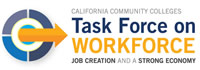 CALIFORNIA COMMUNITY COLLEGES
Task Force on
WORKFORCE
JOB CREATION AND A STRONG ECONOMY